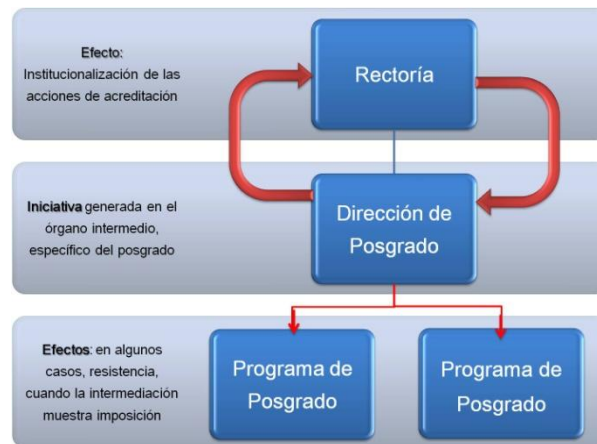 Efecto:
Institucionalización de las
acciones de acreditación
Rectoría
Iniciativa generada en el
órgano intermedio,
específico del posgrado
Dirección de
Posgrado
Efectos: en algunos
casos, resistencia,
cuando la intermediación
muestra imposición
Programa de
Posgrado
Programa de
Posgrado